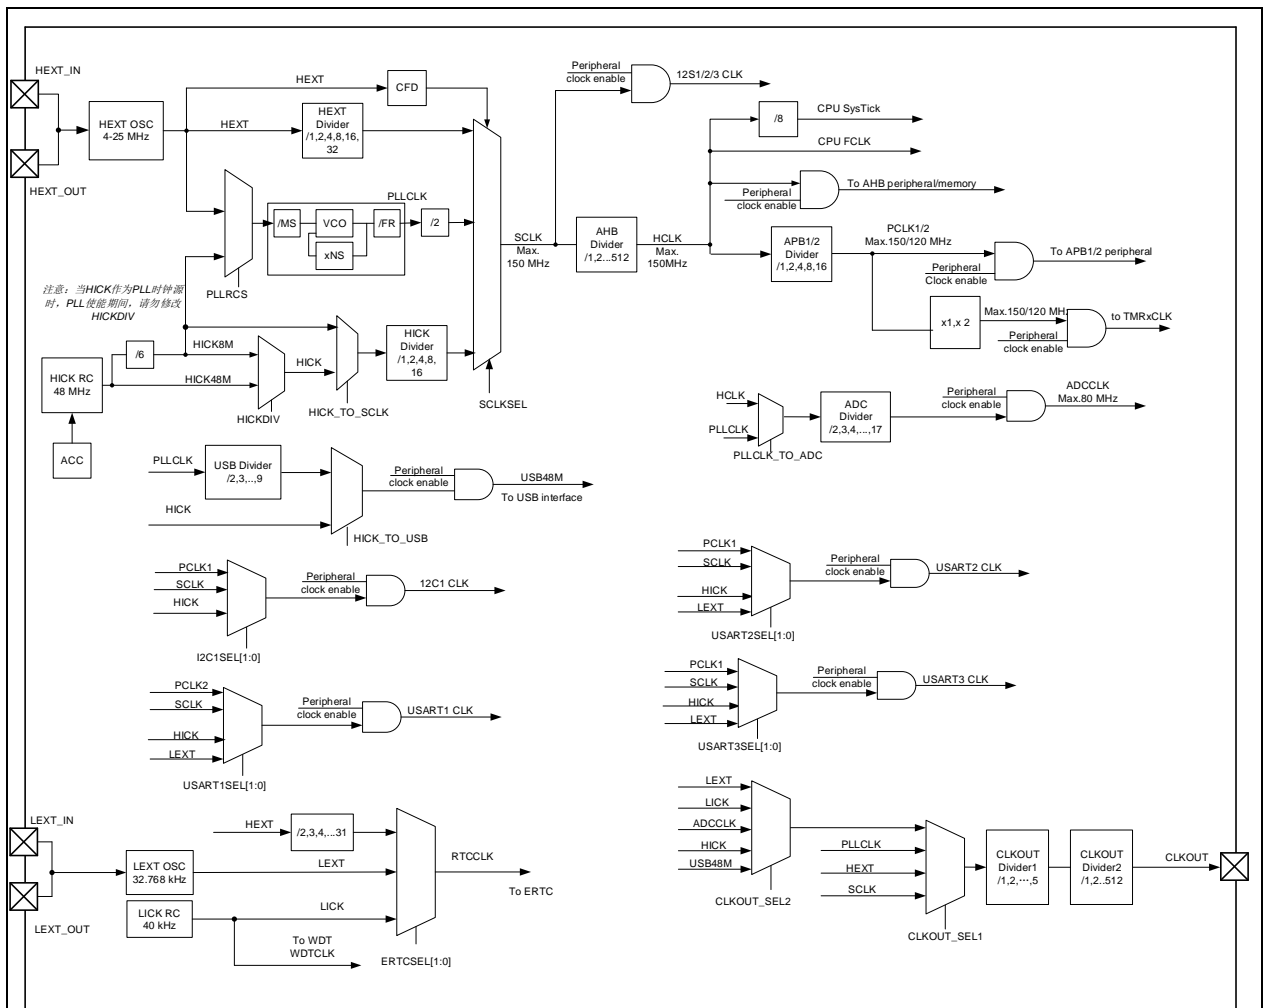 HEXT_IN
HEXT_OUT
HEXT OSC
4-25 MHz
HEXT
CFD
HEXT
HEXT
Divider
/1,2,4,8,16,
32
PLLCLK
/MS
VCO
/FR
xNS
/2
PLLRCS
注意：当HICK作为PLL时钟源
时，PLL使能期间，请勿修改
HICKDIV
HICK RC
48 MHz
ACC
/6
HICK8M
HICK48M
HICKDIV
HICK
HICK_TO_SCLK
HICK
Divider
/1,2,4,8,
16
SCLKSEL
SCLK
Max.
150 MHz
Peripheral
clock enable
12S1/2/3 CLK
AHB
Divider
/1,2...512
HCLK
Max.
150MHz
/8
CPU SysTick
CPU FCLK
Peripheral
clock enable
To AHB peripheral/memory
APB1/2
Divider
/1,2,4,8,16
PCLK1/2
Max.150/120 MHz
Peripheral
Clock enable
To APB1/2 peripheral
x1,x 2
Max.150/120 MHz
Peripheral
clock enable
to TMRxCLK
HCLK
PLLCLK
PLLCLK_TO_ADC
ADC
Divider
/2,3,4,...,17
Peripheral
clock enable
ADCCLK
Max.80 MHz
PLLCLK
USB Divider
/2,3,..,9
HICK
HICK_TO_USB
Peripheral
clock enable
USB48M
To USB interface
PCLK1
SCLK
HICK
I2C1SEL[1:0]
Peripheral
clock enable
12C1 CLK
PCLK1
SCLK
HICK
LEXT
USART2SEL[1:0]
Peripheral
clock enable
USART2 CLK
PCLK2
SCLK
HICK
LEXT
USART1SEL[1:0]
Peripheral
clock enable
USART1 CLK
PCLK1
SCLK
HICK
LEXT
USART3SEL[1:0]
Peripheral
clock enable
USART3 CLK
LEXT_IN
LEXT_OUT
LEXT OSC
32.768 kHz
LICK RC
40 kHz
HEXT
/2,3,4,...31
LEXT
LICK
To WDT
WDTCLK
ERTCSEL[1:0]
RTCCLK
To ERTC
LEXT
LICK
ADCCLK
HICK
USB48M
CLKOUT_SEL2
PLLCLK
HEXT
SCLK
CLKOUT_SEL1
CLKOUT
Divider1
/1,2,⋯,5
CLKOUT
Divider2
/1,2..512
CLKOUT